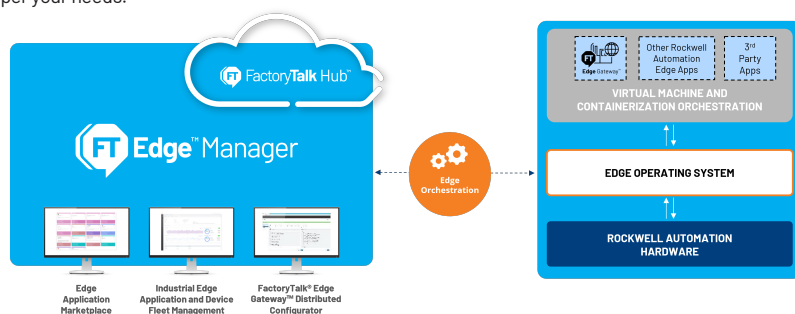 per your needs.
FT FactoryTalk Hub™
FT Edge™ Manager
Edge
Application
Marketplace
Industrial Edge
Application and Device
Fleet Management
FactoryTalk® Edge
Gateway™ Distributed
Configurator
Edge
Orchestration
FT
Edge Gateway™
Other Rockwell
Automation
Edge Apps
3rd
Party
Apps
VIRTUAL MACHINE AND
CONTAINERIZATION ORCHESTRATION
EDGE OPERATING SYSTEM
ROCKWELL AUTOMATION
HARDWARE